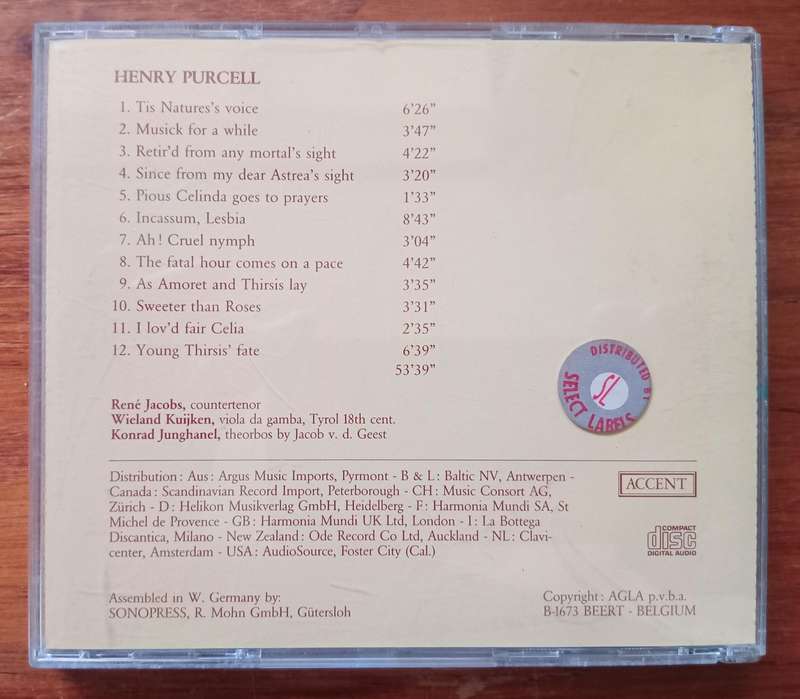 HENRY PURCELL
1. Tis Natures's voice 6'26"
2. Musick for a while 3'47"
3. Retir'd from any mortal's sight 4'22"
4. Since from my dear Astrea's sight 3'20"
5. Pious Celinda goes to prayers 1'33"
6. Incassum, Lesbia 8'43"
7. Ah! Cruel nymph 3'04"
8. The fatal hour comes on a pace 4'42"
9. As Amoret and Thirsis lay 3'35"
10. Sweeter than Roses 3'31"
11. I lov'd fair Celia 2'35"
12. Young Thirsis' fate 6'39"
53'39"
DISTRIBUTED BY
SL
SELECT LABELS
René Jacobs, countertenor
Wieland Kuijken, viola da gamba, Tyrol 18th cent.
Konrad Junghanel, theorbos by Jacob v. d. Geest
Distribution: Aus: Argus Music Imports, Pyrmont - B & L: Baltic NV, Antwerpen -
Canada: Scandinavian Record Import, Peterborough - CH: Music Consort AG,
Zürich - D: Helikon Musikverlag GmbH, Heidelberg - F: Harmonia Mundi SA, St
Michel de Provence - GB: Harmonia Mundi UK Ltd, London - I: La Bottega
Discantica, Milano - New Zealand: Ode Record Co Ltd, Auckland - NL: Clavi-
center, Amsterdam - USA: AudioSource, Foster City (Cal.)
ACCENT
COMPACT
disc
DIGITAL AUDIO
Assembled in W. Germany by:
SONOPRESS, R. Mohn GmbH, Gütersloh
Copyright: AGLA p.v.b.a.
B-1673 BEERT - BELGIUM